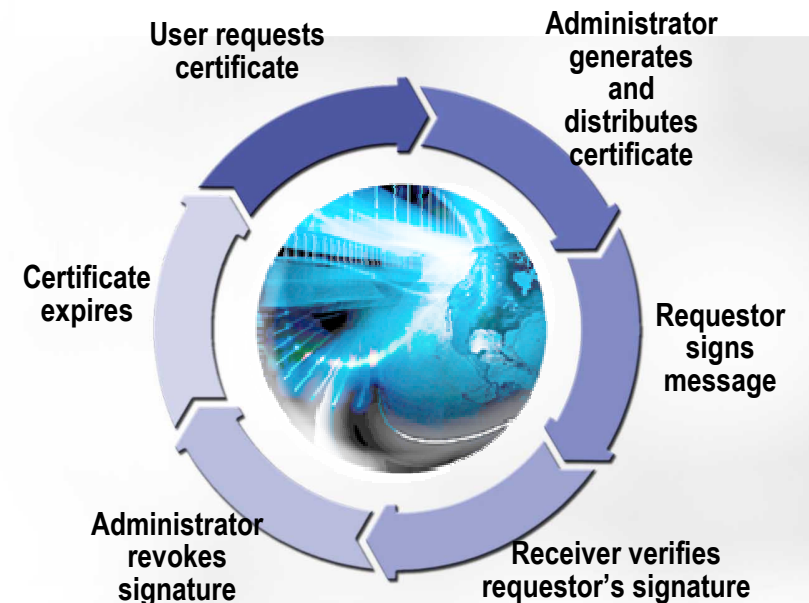 User requests
certificate
Administrator
generates
and
distributes
certificate
Requestor
signs
message
Receiver verifies
requestor’s signature
Administrator
revokes
signature
Certificate
expires